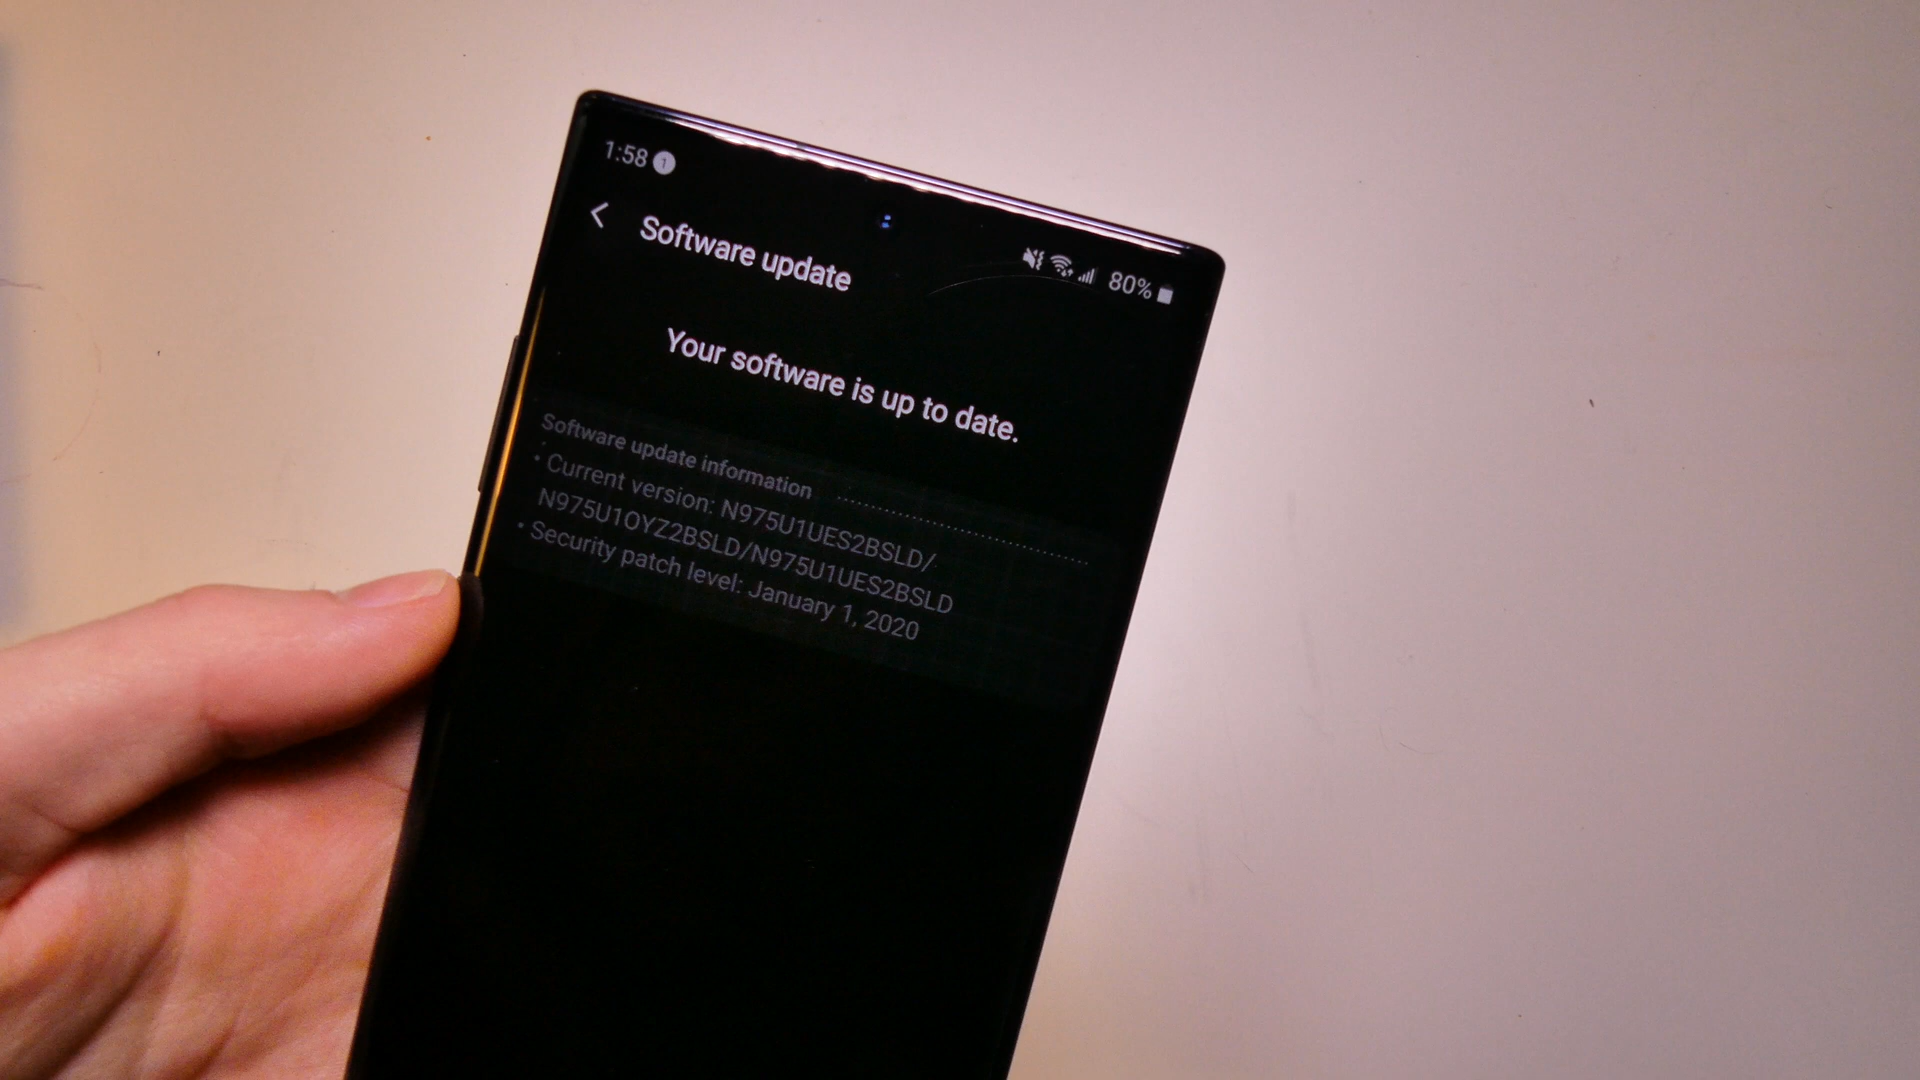 1:58 1
80%
Software update
Your software is up to date.
Software update information
• Current version: N975U1UES2BSLD/
N975U1OYZ2BSLD/N975U1UES2BSLD
• Security patch level: January 1, 2020